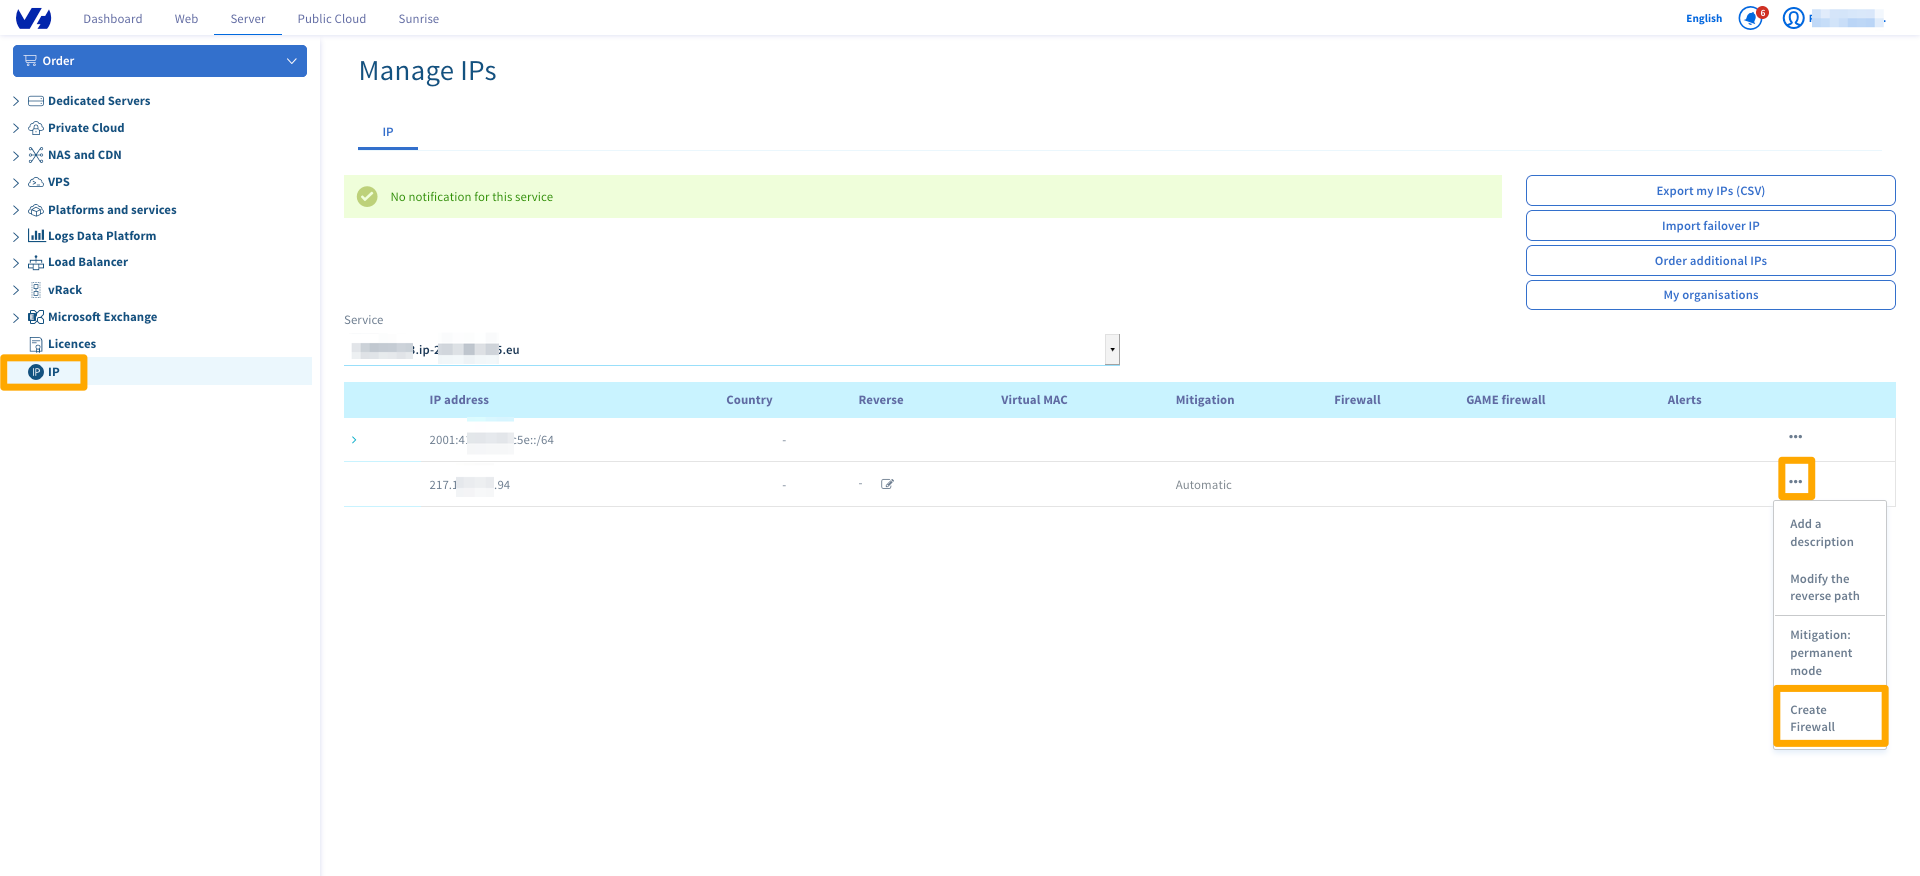 Dashboard Web Server Public Cloud Sunrise English 6
Order
Dedicated Servers
Private Cloud
NAS and CDN
VPS
Platforms and services
Logs Data Platform
Load Balancer
vRack
Microsoft Exchange
Licences
IP IP
Manage IPs
IP
No notification for this service
Export my IPs (CSV)
Import failover IP
Order additional IPs
My organisations
Service
.ip- .eu
IP address Country Reverse Virtual MAC Mitigation Firewall GAME firewall Alerts
2001:4. :5e::/64 - ...
217.1 .94 - - Automatic ...
Add a
description
Modify the
reverse path
Mitigation:
permanent
mode
Create
Firewall